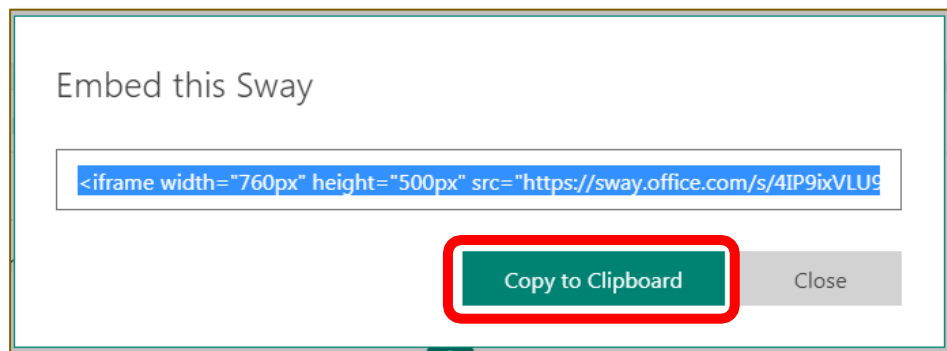 Embed this Sway
<iframe width="760px" height="500px" src="https://sway.office.com/s/4IP9ixVLU9
Copy to Clipboard
Close